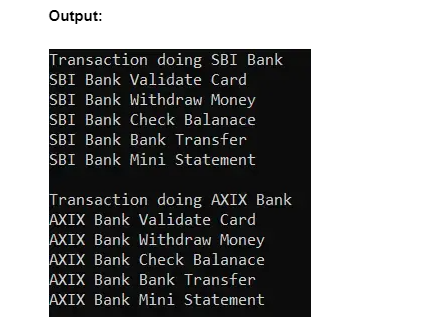 Output:
Transaction doing SBI Bank
SBI Bank Validate Card
SBI Bank Withdraw Money
SBI Bank Check Balanace
SBI Bank Bank Transfer
SBI Bank Mini Statement
Transaction doing AXIX Bank
AXIX Bank Validate Card
AXIX Bank Withdraw Money
AXIX Bank Check Balanace
AXIX Bank Bank Transfer
AXIX Bank Mini Statement